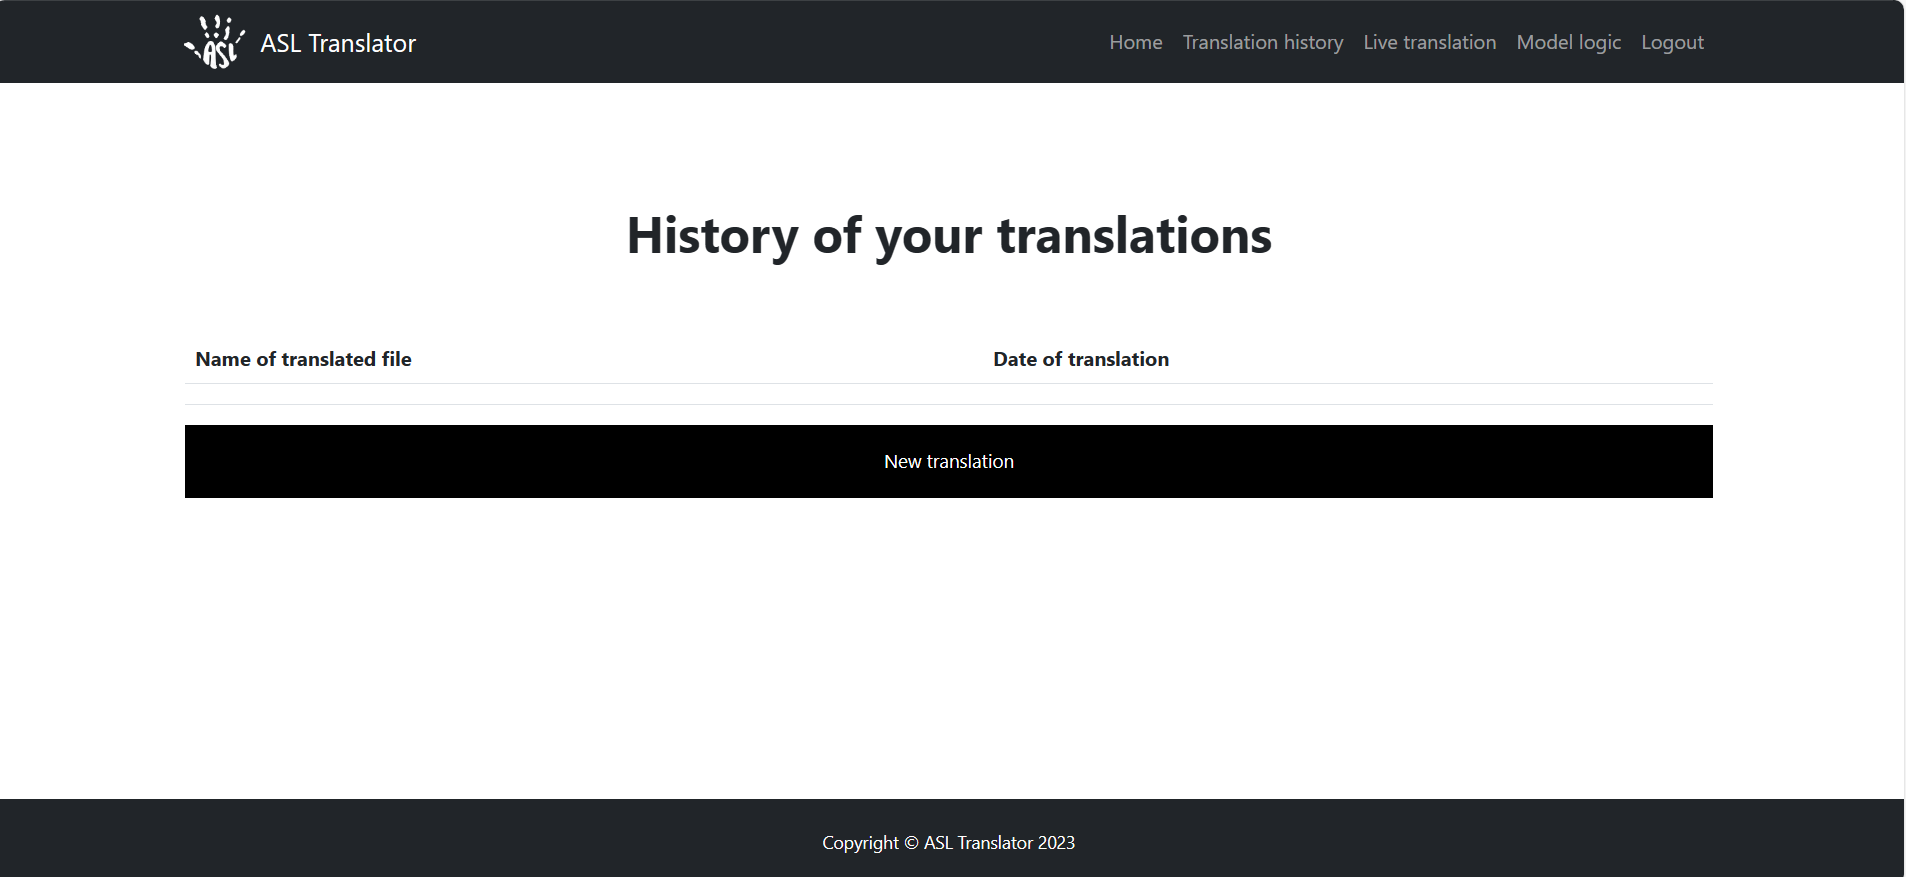 ASL
ASL Translator
Home Translation history Live translation Model logic Logout
History of your translations
Name of translated file Date of translation
New translation
Copyright © ASL Translator 2023